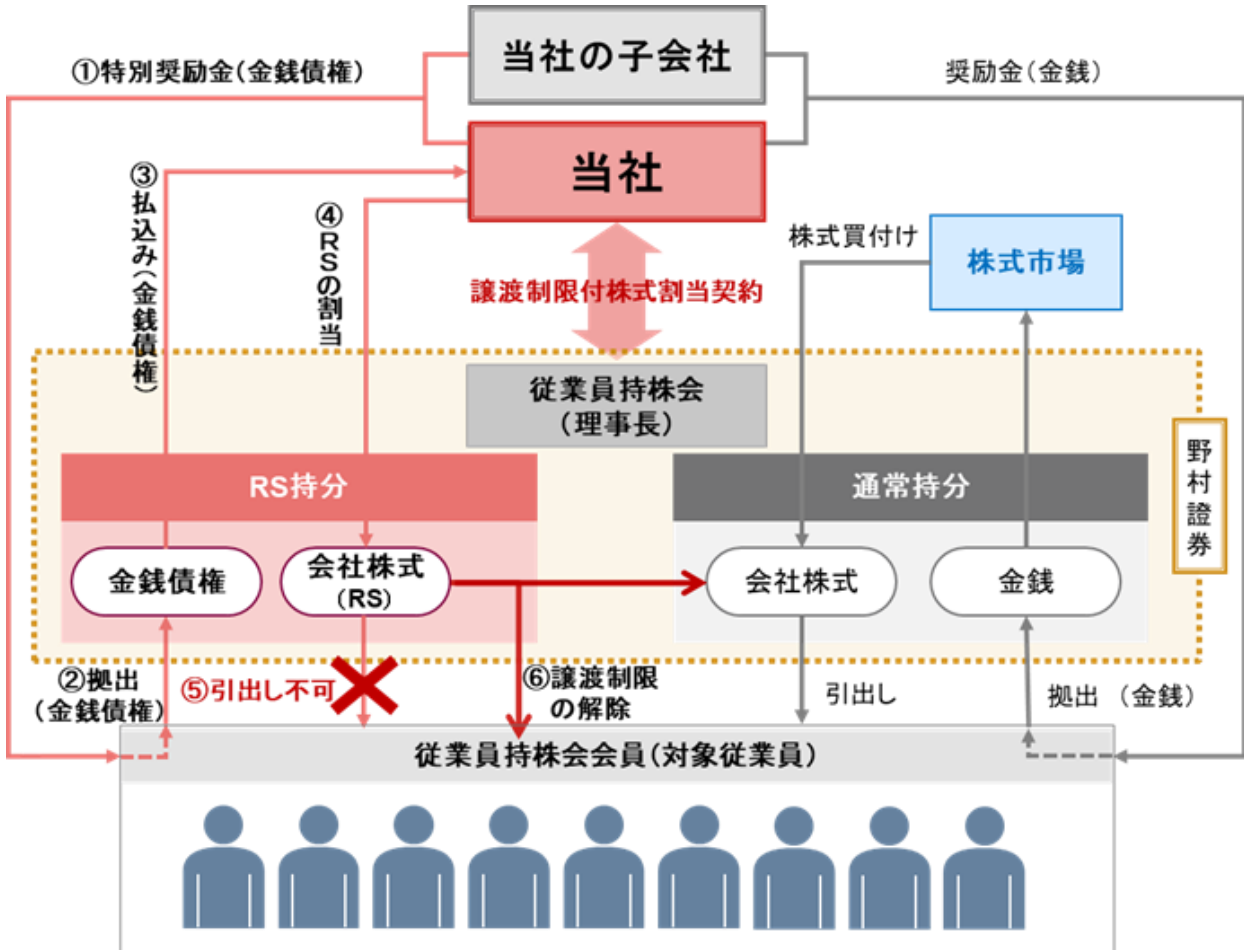 当社の子会社
①特別奨励金(金銭債権)
奨励金(金銭)
当社
③払込み(金銭債権)
④RSの割当
株式買付け
株式市場
譲渡制限付株式割当契約
従業員持株会
(理事長)
野村證券
RS持分
通常持分
金銭債権
会社株式
(RS)
会社株式
金銭
②拠出
(金銭債権)
⑤引出し不可
⑥譲渡制限
の解除
引出し
拠出 (金銭)
従業員持株会会員(対象従業員)